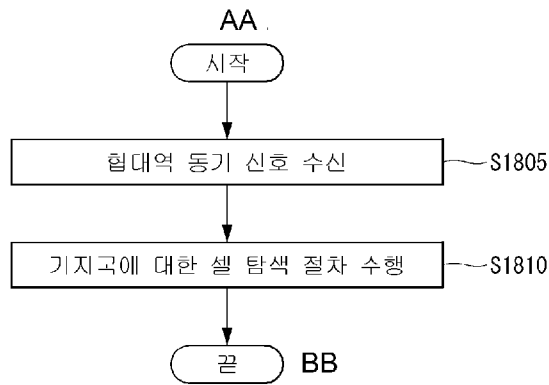 AA
시작
협대역 동기 신호 수신
S1805
기지국에 대한 셀 탐색 절차 수행
S1810
끝
BB